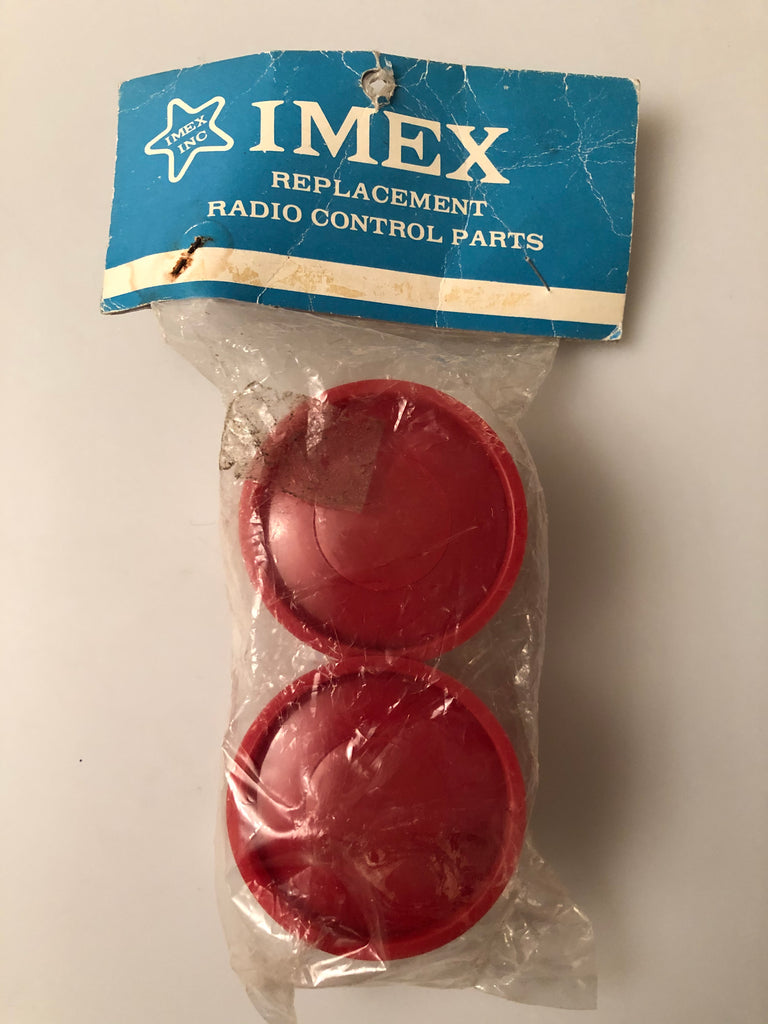 IMEX
INC
IMEX
REPLACEMENT
RADIO CONTROL PARTS